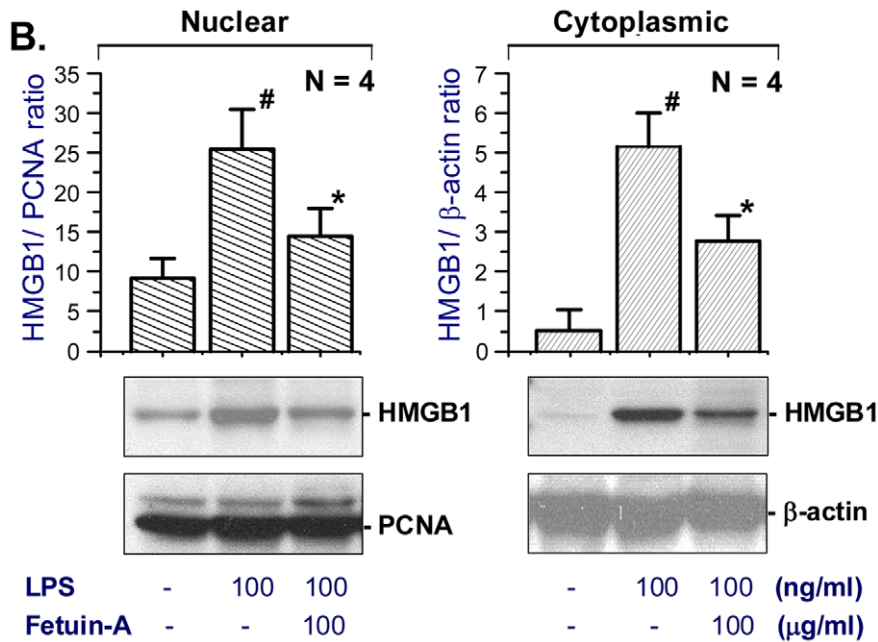 B.
Nuclear
HMGB1/ PCNA ratio
35
30
25
20
15
10
5
0
N = 4
#
*
HMGB1
PCNA
Cytoplasmic
HMGB1/ β-actin ratio
7
6
5
4
3
2
1
0
N = 4
#
*
HMGB1
β-actin
LPS - 100 100 - 100 100 (ng/ml)
Fetuin-A - - 100 - - 100 (μg/ml)